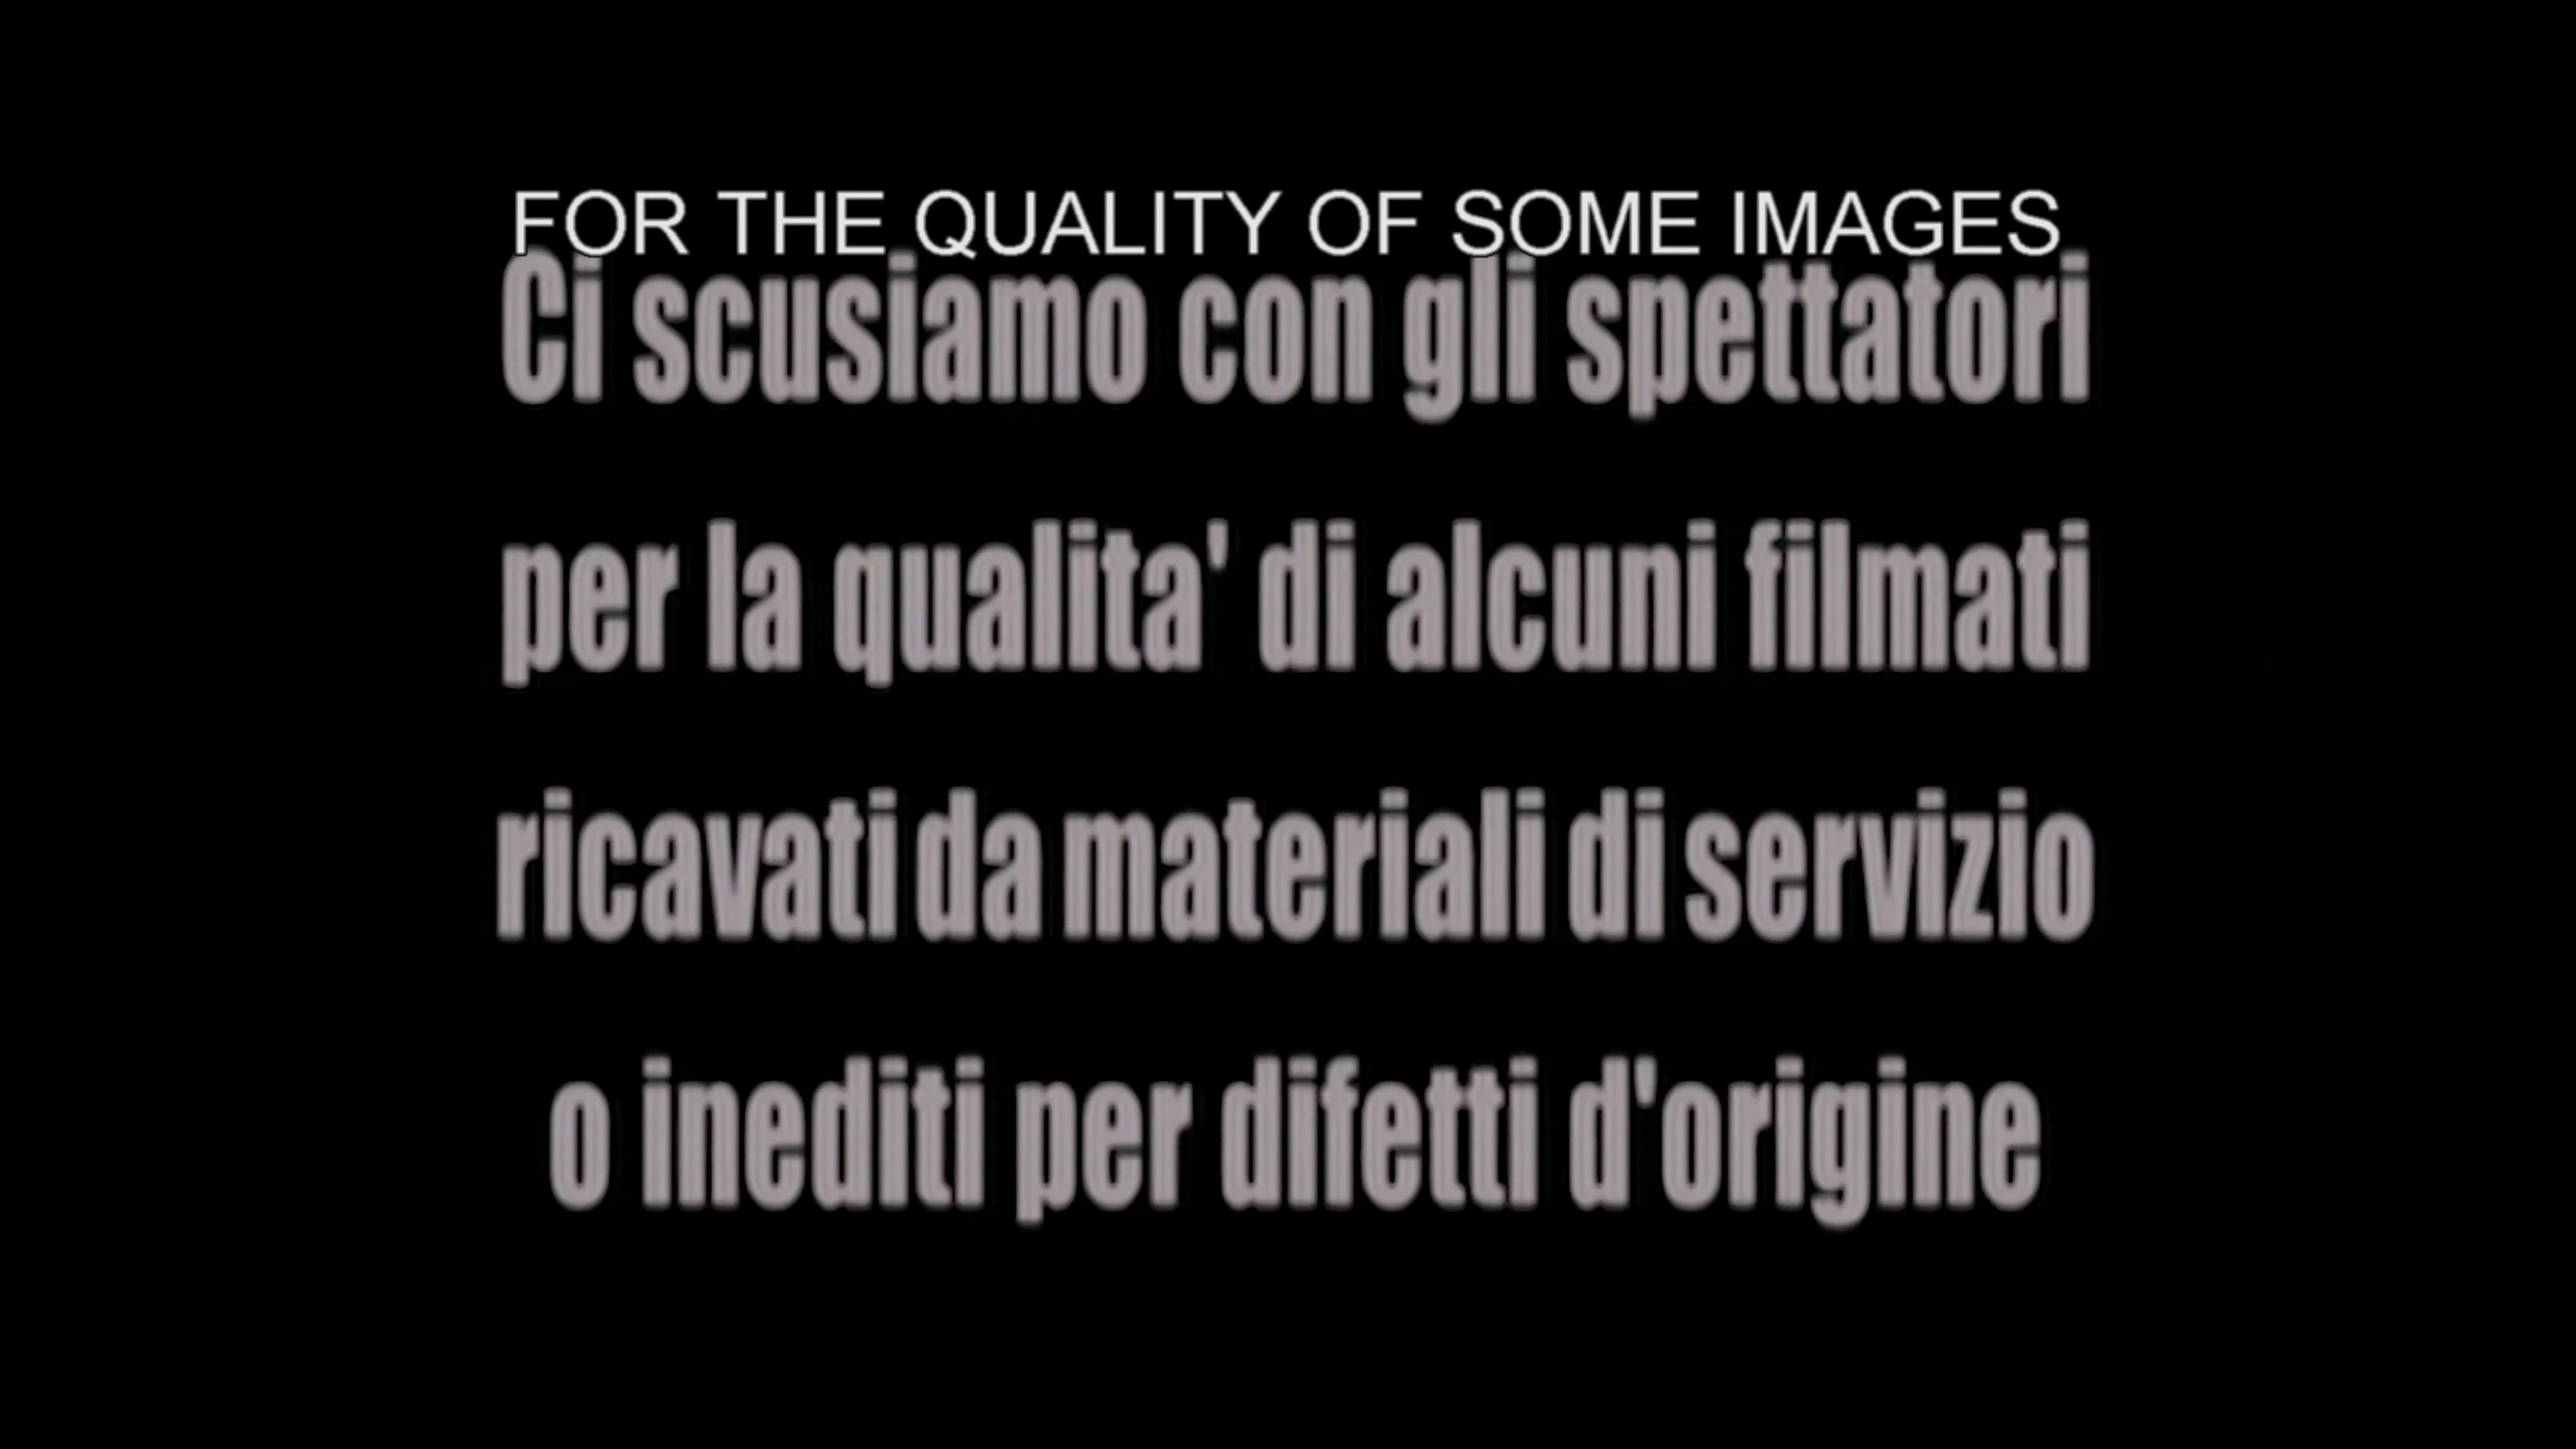 FOR THE QUALITY OF SOME IMAGES
Ci scusiamo con gli spettatori
per la qualita' di alcuni filmati
ricavati da materiali di servizio
o inediti per difetti d'origine